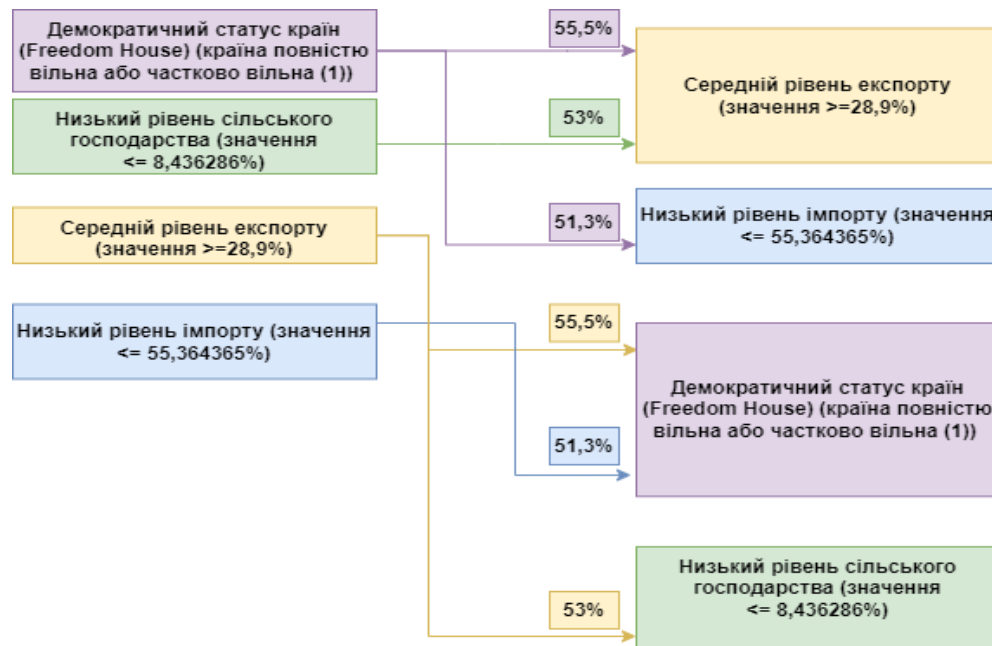 Демократичний статус країн
(Freedom House) (країна повністю
вільна або частково вільна (1))
55,5%
Середній рівень експорту
(значення >=28,9%)
Низький рівень сільського
господарства (значення
<= 8,436286%)
53%
Середній рівень експорту
(значення >=28,9%)
51,3%
Низький рівень імпорту (значення
<= 55,364365%)
Низький рівень імпорту (значення
<= 55,364365%)
55,5%
Демократичний статус країн
(Freedom House) (країна повністю
вільна або частково вільна (1))
51,3%
53%
Низький рівень сільського
господарства (значення
<= 8,436286%)